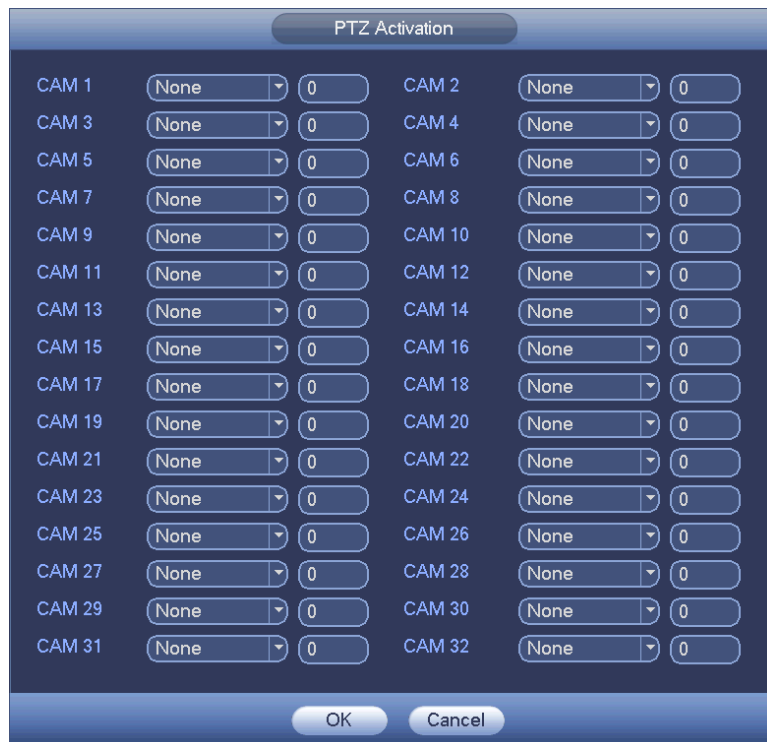 PTZ Activation
CAM 1 None 0 CAM 2 None 0
CAM 3 None 0 CAM 4 None 0
CAM 5 None 0 CAM 6 None 0
CAM 7 None 0 CAM 8 None 0
CAM 9 None 0 CAM 10 None 0
CAM 11 None 0 CAM 12 None 0
CAM 13 None 0 CAM 14 None 0
CAM 15 None 0 CAM 16 None 0
CAM 17 None 0 CAM 18 None 0
CAM 19 None 0 CAM 20 None 0
CAM 21 None 0 CAM 22 None 0
CAM 23 None 0 CAM 24 None 0
CAM 25 None 0 CAM 26 None 0
CAM 27 None 0 CAM 28 None 0
CAM 29 None 0 CAM 30 None 0
CAM 31 None 0 CAM 32 None 0
OK Cancel